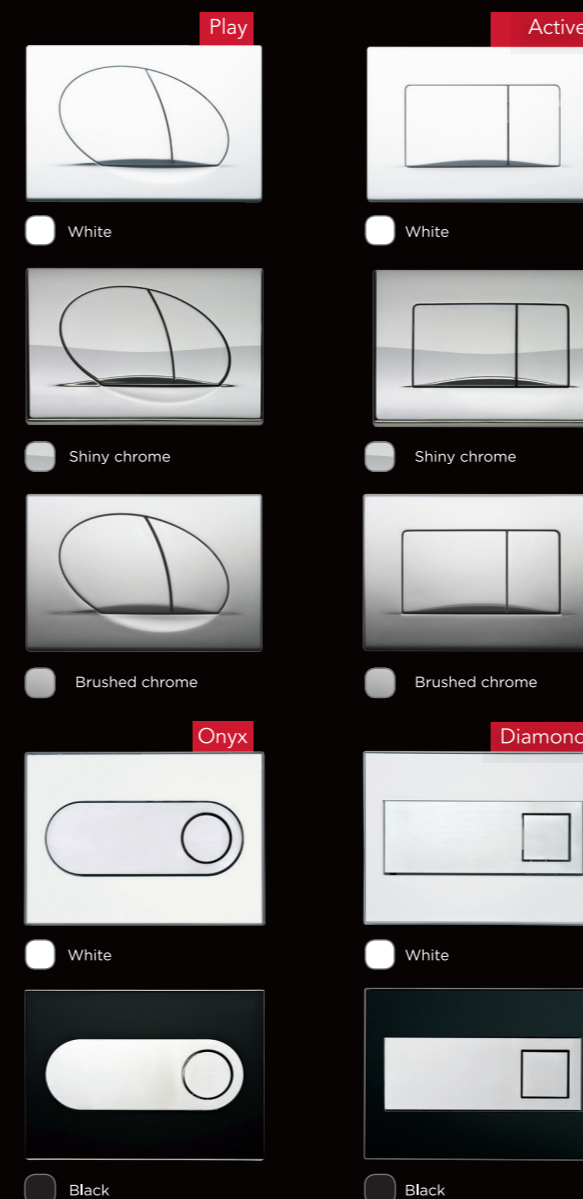 Play
Active
White
White
Shiny chrome
Shiny chrome
Brushed chrome
Brushed chrome
Onyx
Diamond
White
White
Black
Black